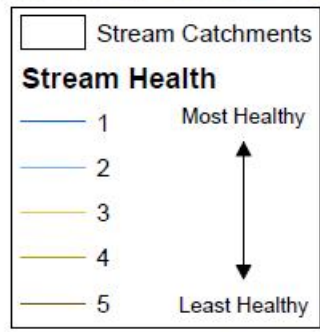 Stream Catchments
Stream Health
1 Most Healthy
2
3
4
5 Least Healthy